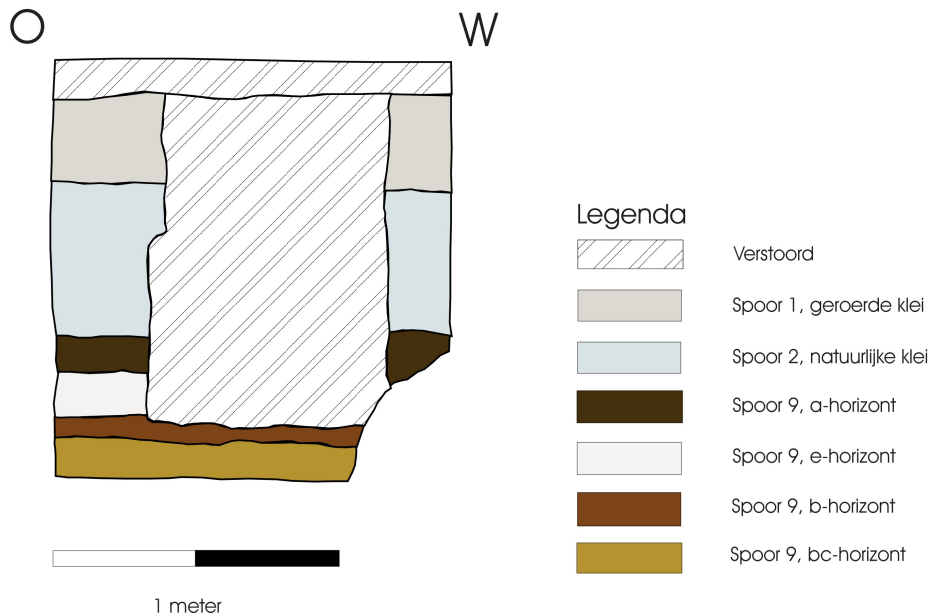 O W
Legenda
Verstoord
Spoor 1, geroerde klei
Spoor 2, natuurlijke klei
Spoor 9, a-horizont
Spoor 9, e-horizont
Spoor 9, b-horizont
Spoor 9, bc-horizont
1 meter